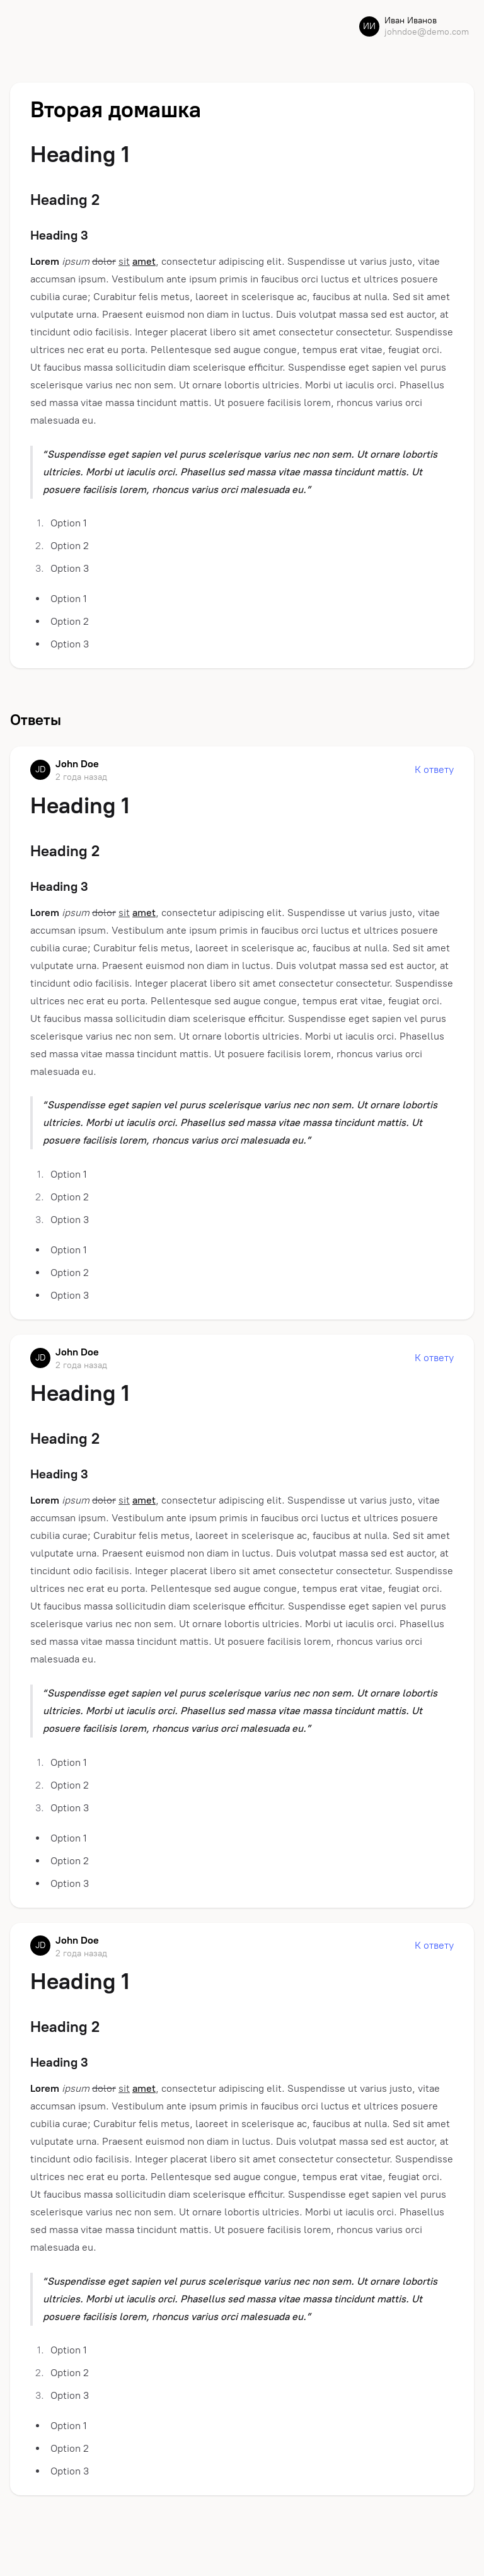 ИИ
Иван Иванов
johndoe@demo.com
Вторая домашка
Heading 1
Heading 2
Heading 3
Lorem ipsum dolor sit amet, consectetur adipiscing elit. Suspendisse ut varius justo, vitae
accumsan ipsum. Vestibulum ante ipsum primis in faucibus orci luctus et ultrices posuere
cubilia curae; Curabitur felis metus, laoreet in scelerisque ac, faucibus at nulla. Sed sit amet
vulputate urna. Praesent euismod non diam in luctus. Duis volutpat massa sed est auctor, at
tincidunt odio facilisis. Integer placerat libero sit amet consectetur consectetur. Suspendisse
ultrices nec erat eu porta. Pellentesque sed augue congue, tempus erat vitae, feugiat orci.
Ut faucibus massa sollicitudin diam scelerisque efficitur. Suspendisse eget sapien vel purus
scelerisque varius nec non sem. Ut ornare lobortis ultricies. Morbi ut iaculis orci. Phasellus
sed massa vitae massa tincidunt mattis. Ut posuere facilisis lorem, rhoncus varius orci
malesuada eu.
“Suspendisse eget sapien vel purus scelerisque varius nec non sem. Ut ornare lobortis
ultricies. Morbi ut iaculis orci. Phasellus sed massa vitae massa tincidunt mattis. Ut
posuere facilisis lorem, rhoncus varius orci malesuada eu.”
1. Option 1
2. Option 2
3. Option 3
• Option 1
• Option 2
• Option 3
Ответы
JD
John Doe
2 года назад
К ответу
Heading 1
Heading 2
Heading 3
Lorem ipsum dolor sit amet, consectetur adipiscing elit. Suspendisse ut varius justo, vitae
accumsan ipsum. Vestibulum ante ipsum primis in faucibus orci luctus et ultrices posuere
cubilia curae; Curabitur felis metus, laoreet in scelerisque ac, faucibus at nulla. Sed sit amet
vulputate urna. Praesent euismod non diam in luctus. Duis volutpat massa sed est auctor, at
tincidunt odio facilisis. Integer placerat libero sit amet consectetur consectetur. Suspendisse
ultrices nec erat eu porta. Pellentesque sed augue congue, tempus erat vitae, feugiat orci.
Ut faucibus massa sollicitudin diam scelerisque efficitur. Suspendisse eget sapien vel purus
scelerisque varius nec non sem. Ut ornare lobortis ultricies. Morbi ut iaculis orci. Phasellus
sed massa vitae massa tincidunt mattis. Ut posuere facilisis lorem, rhoncus varius orci
malesuada eu.
“Suspendisse eget sapien vel purus scelerisque varius nec non sem. Ut ornare lobortis
ultricies. Morbi ut iaculis orci. Phasellus sed massa vitae massa tincidunt mattis. Ut
posuere facilisis lorem, rhoncus varius orci malesuada eu.”
1. Option 1
2. Option 2
3. Option 3
• Option 1
• Option 2
• Option 3
JD
John Doe
2 года назад
К ответу
Heading 1
Heading 2
Heading 3
Lorem ipsum dolor sit amet, consectetur adipiscing elit. Suspendisse ut varius justo, vitae
accumsan ipsum. Vestibulum ante ipsum primis in faucibus orci luctus et ultrices posuere
cubilia curae; Curabitur felis metus, laoreet in scelerisque ac, faucibus at nulla. Sed sit amet
vulputate urna. Praesent euismod non diam in luctus. Duis volutpat massa sed est auctor, at
tincidunt odio facilisis. Integer placerat libero sit amet consectetur consectetur. Suspendisse
ultrices nec erat eu porta. Pellentesque sed augue congue, tempus erat vitae, feugiat orci.
Ut faucibus massa sollicitudin diam scelerisque efficitur. Suspendisse eget sapien vel purus
scelerisque varius nec non sem. Ut ornare lobortis ultricies. Morbi ut iaculis orci. Phasellus
sed massa vitae massa tincidunt mattis. Ut posuere facilisis lorem, rhoncus varius orci
malesuada eu.
“Suspendisse eget sapien vel purus scelerisque varius nec non sem. Ut ornare lobortis
ultricies. Morbi ut iaculis orci. Phasellus sed massa vitae massa tincidunt mattis. Ut
posuere facilisis lorem, rhoncus varius orci malesuada eu.”
1. Option 1
2. Option 2
3. Option 3
• Option 1
• Option 2
• Option 3
JD
John Doe
2 года назад
К ответу
Heading 1
Heading 2
Heading 3
Lorem ipsum dolor sit amet, consectetur adipiscing elit. Suspendisse ut varius justo, vitae
accumsan ipsum. Vestibulum ante ipsum primis in faucibus orci luctus et ultrices posuere
cubilia curae; Curabitur felis metus, laoreet in scelerisque ac, faucibus at nulla. Sed sit amet
vulputate urna. Praesent euismod non diam in luctus. Duis volutpat massa sed est auctor, at
tincidunt odio facilisis. Integer placerat libero sit amet consectetur consectetur. Suspendisse
ultrices nec erat eu porta. Pellentesque sed augue congue, tempus erat vitae, feugiat orci.
Ut faucibus massa sollicitudin diam scelerisque efficitur. Suspendisse eget sapien vel purus
scelerisque varius nec non sem. Ut ornare lobortis ultricies. Morbi ut iaculis orci. Phasellus
sed massa vitae massa tincidunt mattis. Ut posuere facilisis lorem, rhoncus varius orci
malesuada eu.
“Suspendisse eget sapien vel purus scelerisque varius nec non sem. Ut ornare lobortis
ultricies. Morbi ut iaculis orci. Phasellus sed massa vitae massa tincidunt mattis. Ut
posuere facilisis lorem, rhoncus varius orci malesuada eu.”
1. Option 1
2. Option 2
3. Option 3
• Option 1
• Option 2
• Option 3